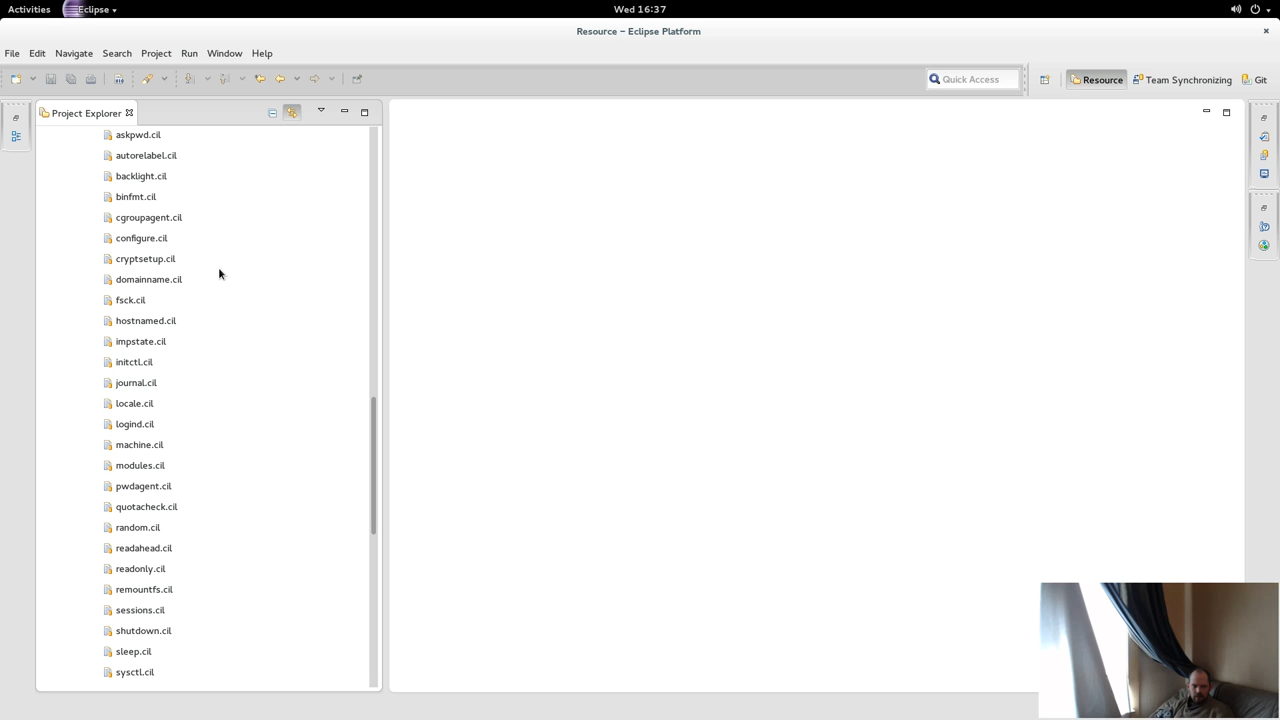 Activities Eclipse Wed 16:37
Resource – Eclipse Platform
File Edit Navigate Search Project Run Window Help
Quick Access Resource Team Synchronizing Git
Project Explorer
askpwd.cil
autorelabel.cil
backlight.cil
binfmt.cil
cgroupagent.cil
configure.cil
cryptsetup.cil
domainname.cil
fsck.cil
hostnamed.cil
impstate.cil
initctl.cil
journal.cil
locale.cil
logind.cil
machine.cil
modules.cil
pwdagent.cil
quotacheck.cil
random.cil
readahead.cil
readonly.cil
remountfs.cil
sessions.cil
shutdown.cil
sleep.cil
sysctl.cil